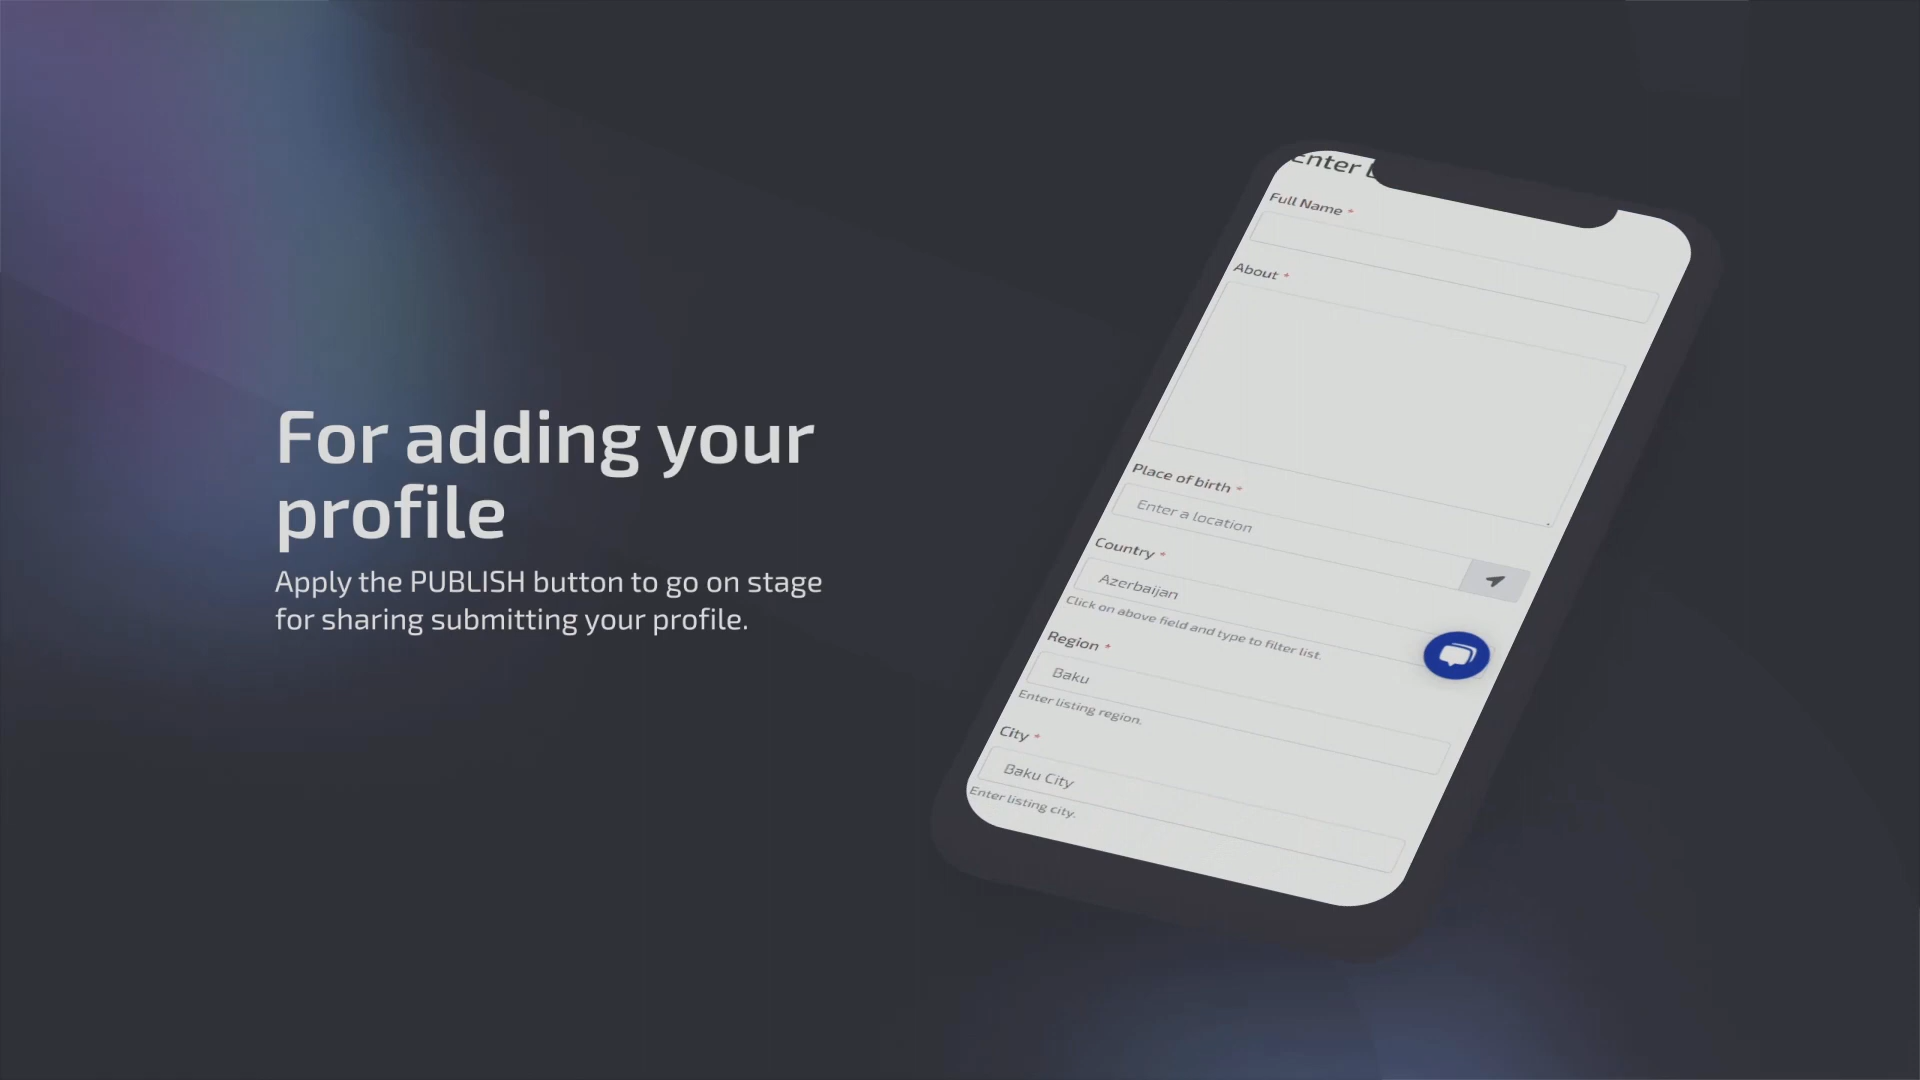 For adding your
profile
Apply the PUBLISH button to go on stage
for sharing submitting your profile.
Enter
Full Name *
About *
Place of birth *
Enter a location
Country *
Azerbaijan
Click on above field and type to filter list.
Region *
Baku
Enter listing region.
City *
Baku City
Enter listing city.